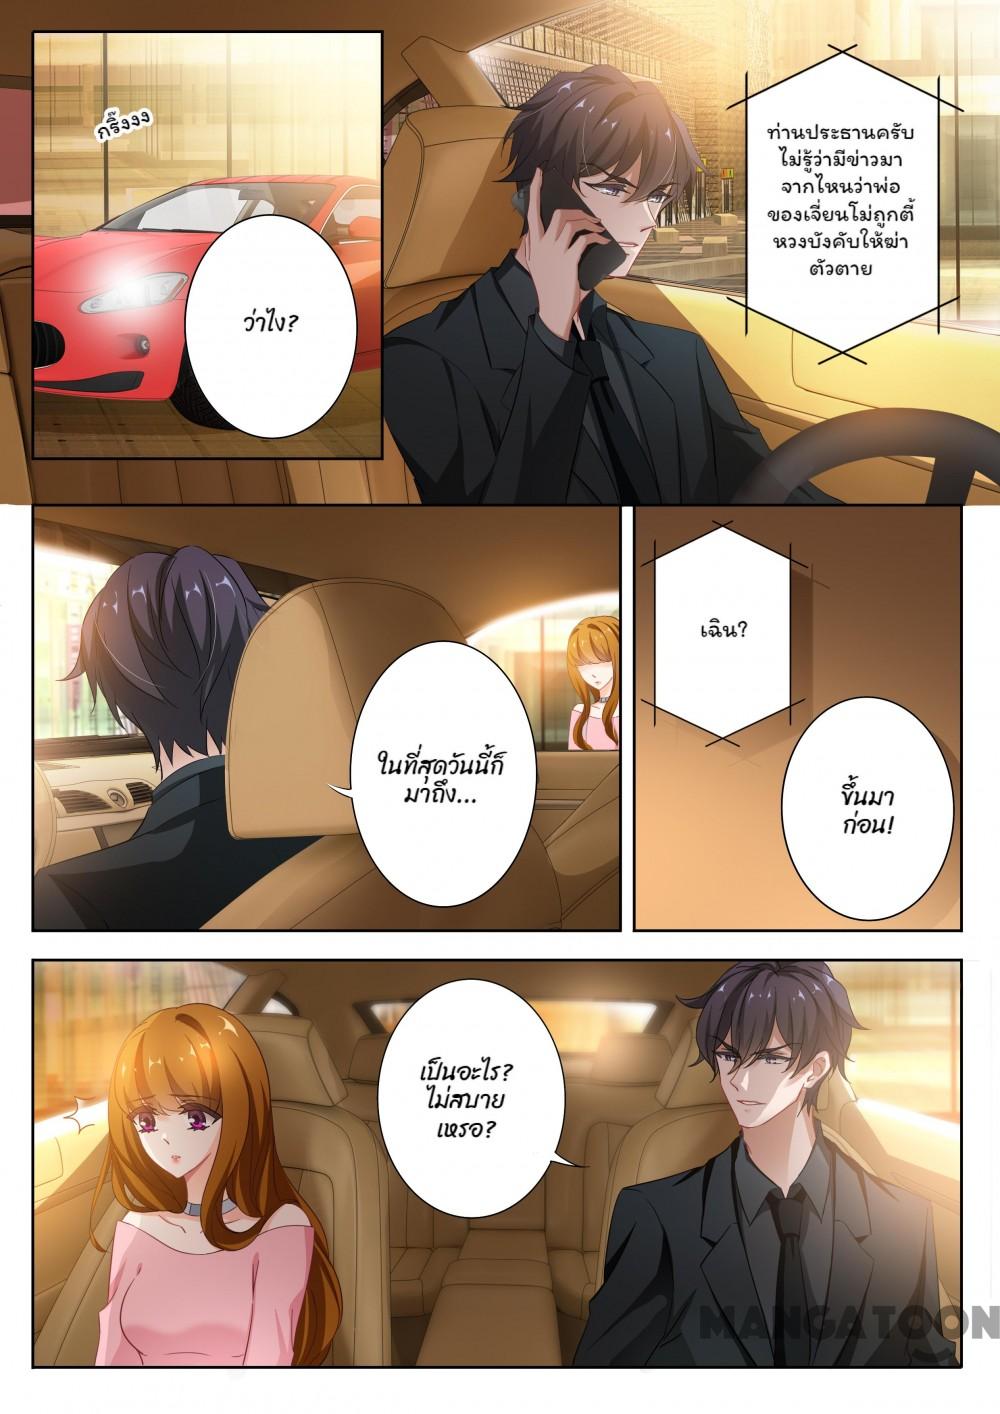 กริ๊งงงง
ว่าไง?
ท่านประธานครับ
ไม่รู้ว่ามีข่าวมา
จากไหนว่าพ่อ
ของเจี่ยนโม่ถูกตี้
หวงบังคับให้ฆ่า
ตัวตาย
ในที่สุดวันนี้ก็
มาถึง...
เฉิน?
ขึ้นมา
ก่อน!
เป็นอะไร?
ไม่สบาย
เหรอ?
MANGATOON